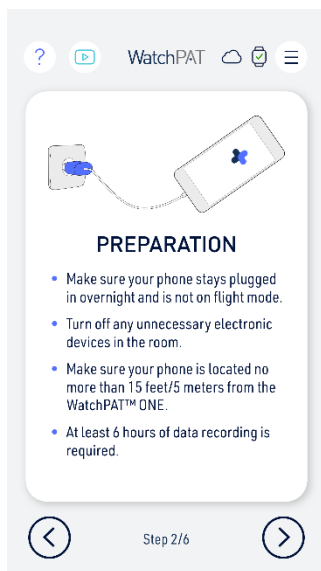 ?
WatchPAT
PREPARATION
• Make sure your phone stays plugged
in overnight and is not on flight mode.
• Turn off any unnecessary electronic
devices in the room.
• Make sure your phone is located no
more than 15 feet/5 meters from the
WatchPAT™ ONE.
• At least 6 hours of data recording is
required.
Step 2/6